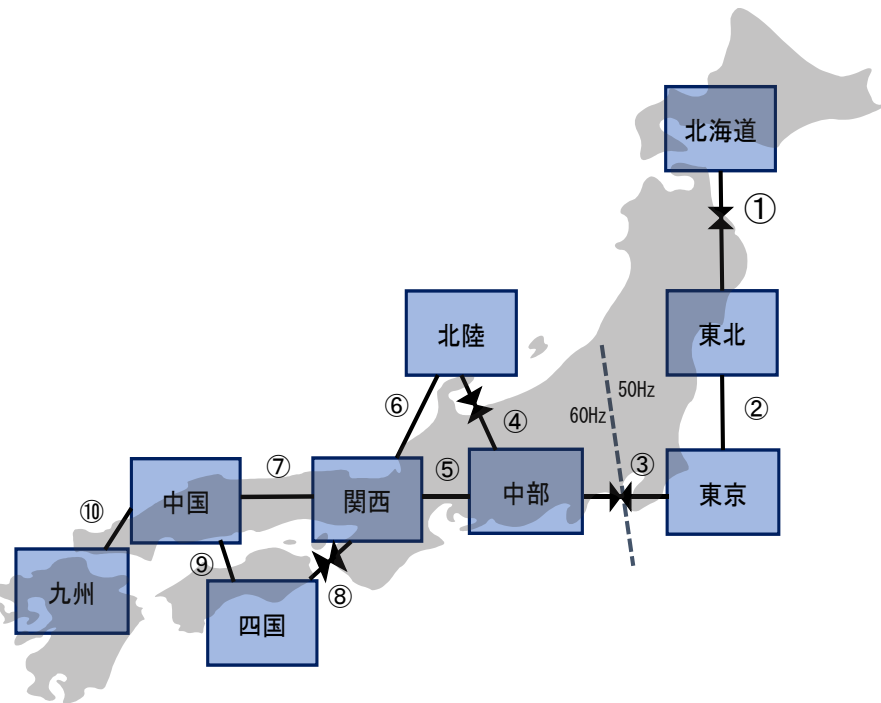 北海道
①
北陸
東北
50Hz
60Hz
⑥
④
②
⑦
⑤
③
中国
関西
中部
東京
⑩
⑨
⑧
九州
四国